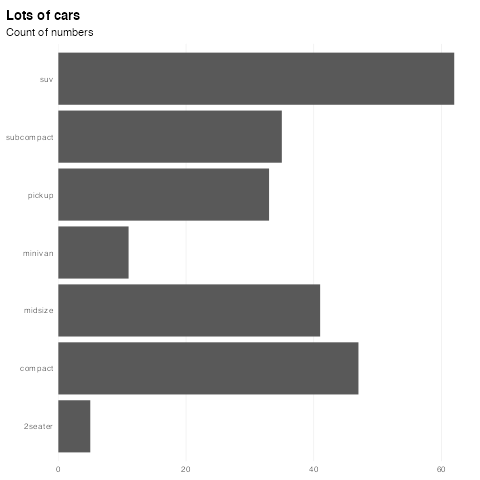 Lots of cars
Count of numbers
suv
subcompact
pickup
minivan
midsize
compact
2seater
0 20 40 60